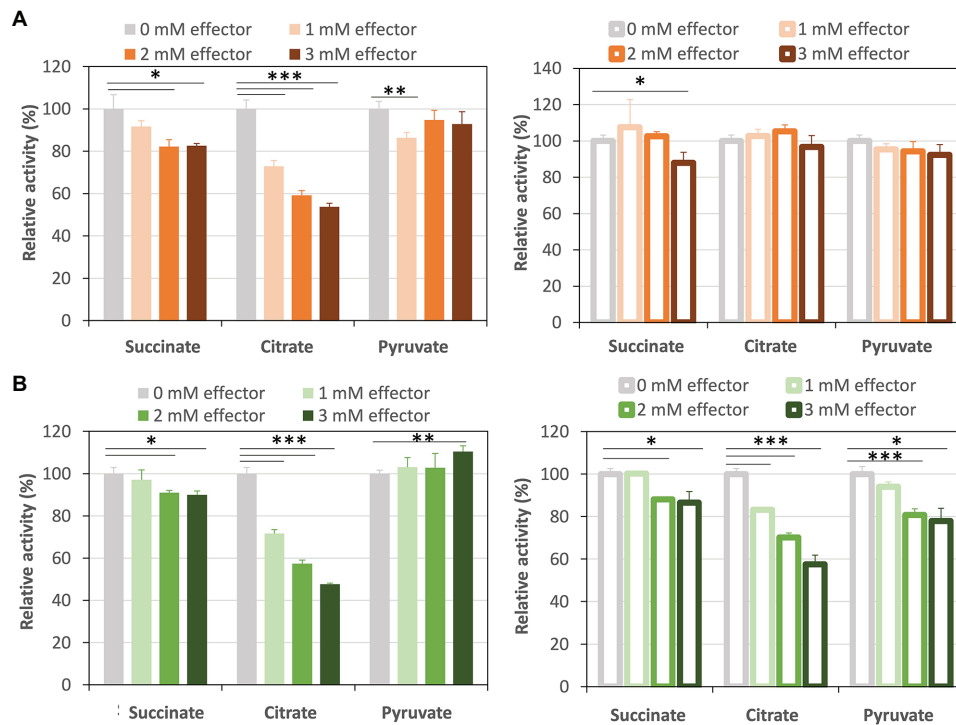 A
0 mM effector 1 mM effector
2 mM effector 3 mM effector
Relative activity (%)
120
100
80
60
40
20
0
* *** **
Succinate Citrate Pyruvate
0 mM effector 1 mM effector
2 mM effector 3 mM effector
Relative activity (%)
140
120
100
80
60
40
20
0
*
Succinate Citrate Pyruvate
B
0 mM effector 1 mM effector
2 mM effector 3 mM effector
Relative activity (%)
120
100
80
60
40
20
0
* *** **
Succinate Citrate Pyruvate
0 mM effector 1 mM effector
2 mM effector 3 mM effector
Relative activity (%)
120
100
80
60
40
20
0
* *** *
***
Succinate Citrate Pyruvate